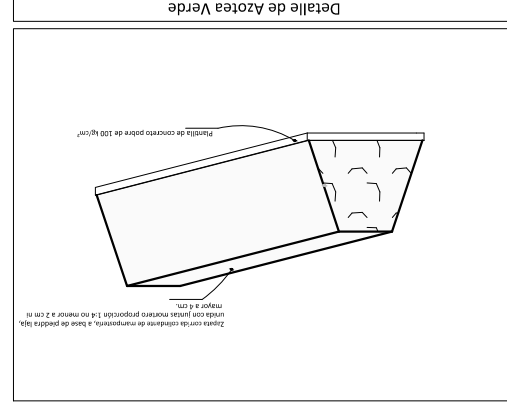 Zapata corrida colindante de mampostería, a base de piedra laja,
unida con juntas mortero proporción 1:4 no menor a 2 cm ni
mayor a 4 cm.
Plantilla de concreto pobre de 100 kg/cm²
Detalle de Azotea Verde